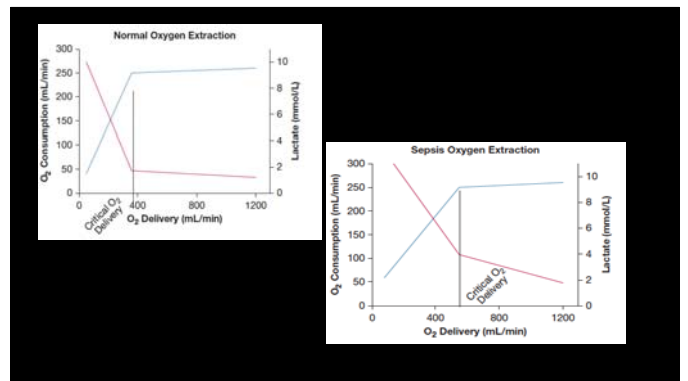 Normal Oxygen Extraction
300
250
200
150
100
50
0
O2 Consumption (mL/min)
10
8
6
4
2
0
Lactate (mmol/L)
0
400
800
1200
Critical O2
Delivery
O2 Delivery (mL/min)
Sepsis Oxygen Extraction
300
250
200
150
100
50
0
O2 Consumption (mL/min)
10
8
6
4
2
0
Lactate (mmol/L)
Critical O2
Delivery
0
400
800
1200
O2 Delivery (mL/min)